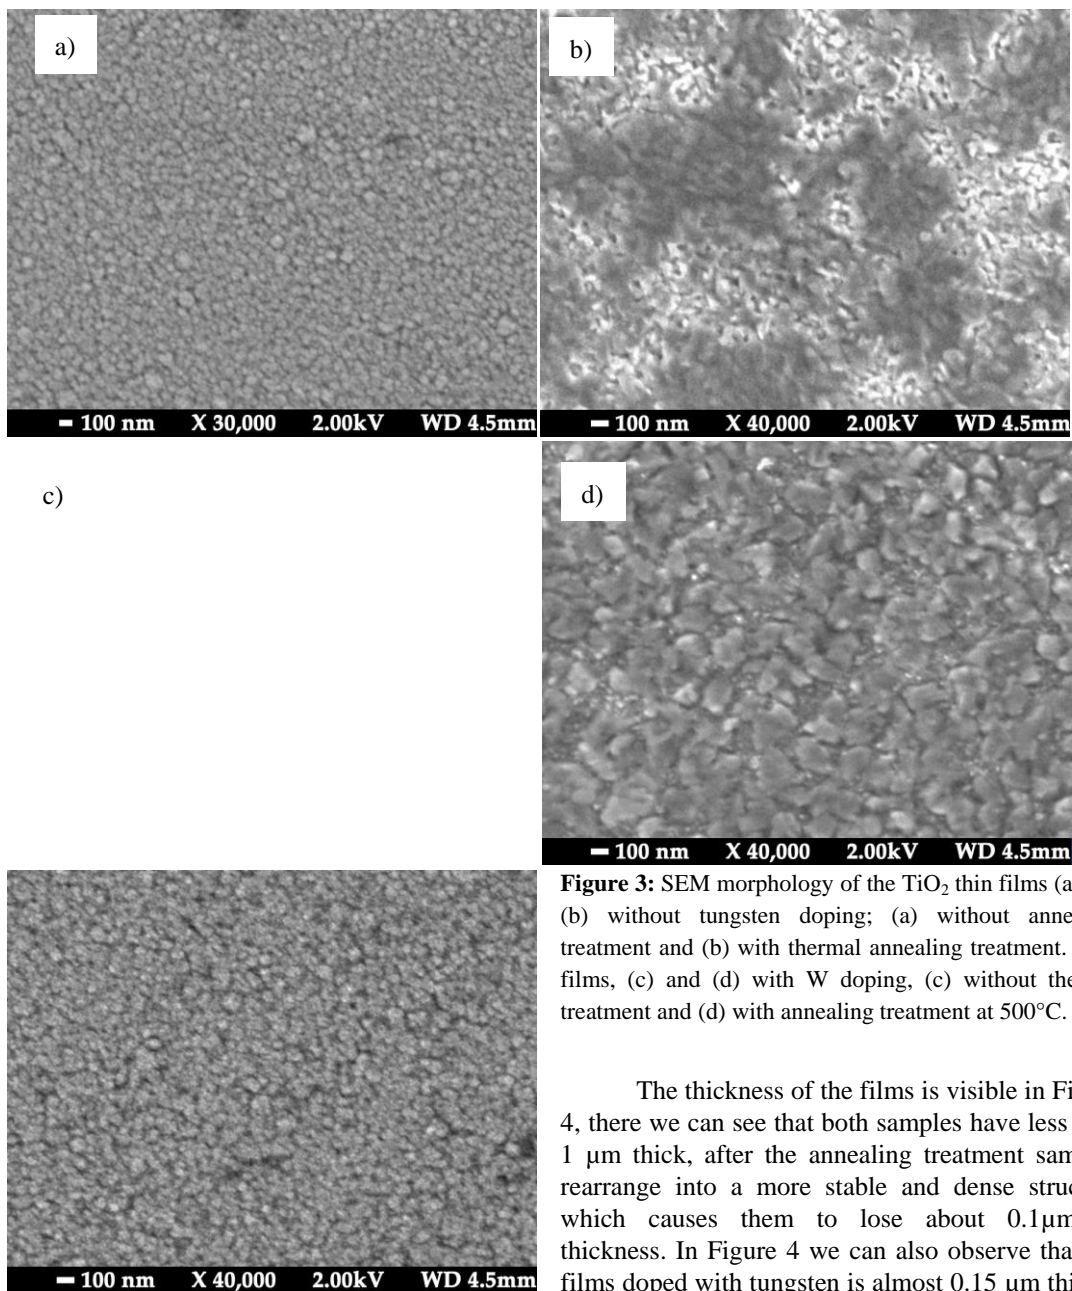 a)
b)
100 nm X 30,000 2.00kV WD 4.5mm
100 nm X 40,000 2.00kV WD 4.5mm
c)
d)
100 nm X 40,000 2.00kV WD 4.5mm
100 nm X 40,000 2.00kV WD 4.5mm
Figure 3: SEM morphology of the TiO₂ thin films (a
(b) without tungsten doping; (a) without anne
treatment and (b) with thermal annealing treatment.
films, (c) and (d) with W doping, (c) without the
treatment and (d) with annealing treatment at 500°C.
The thickness of the films is visible in Fi
4, there we can see that both samples have less
1 µm thick, after the annealing treatment sam
rearrange into a more stable and dense struc
which causes them to lose about 0.1µm
thickness. In Figure 4 we can also observe tha
films doped with tungsten is almost 0.15 µm thi